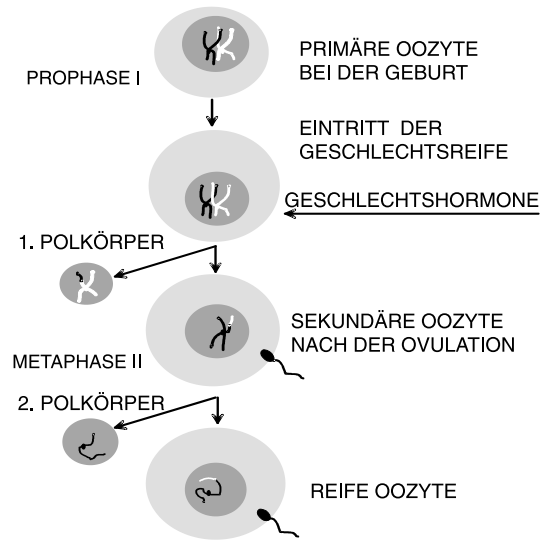 PRIMÄRE OOZYTE
BEI DER GEBURT
PROPHASE I
EINTRITT DER
GESCHLECHTSREIFE
GESCHLECHTSHORMONE
1. POLKÖRPER
SEKUNDÄRE OOZYTE
NACH DER OVULATION
METAPHASE II
2. POLKÖRPER
REIFE OOZYTE